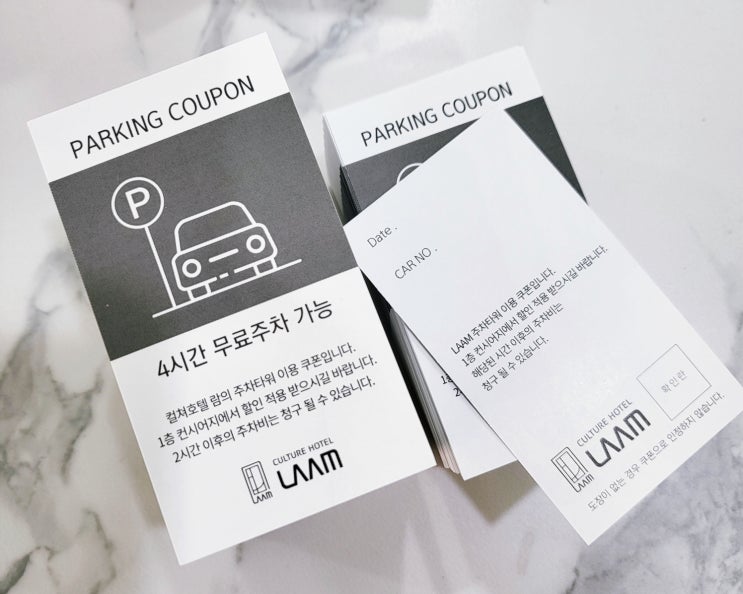 PARKING COUPON
P
4시간 무료주차 가능
컬쳐호텔 람의 주차타워 이용 쿠폰입니다.
1층 컨시어지에서 할인 적용 받으시길 바랍니다.
2시간 이후의 주차비는 청구 될 수 있습니다.
LAAM
CULTURE HOTEL
LAAM
PARKING COUPON
1층
2
Date .
CAR NO .
LAAM 주차타워 이용 쿠폰입니다.
1층 컨시어지에서 할인 적용 받으시길 바랍니다.
해당된 시간 이후의 주차비는
청구 될 수 있습니다.
확인란
LAAM
CULTURE HOTEL
LAAM
도장이 없는 경우 쿠폰으로 인정하지 않습니다.